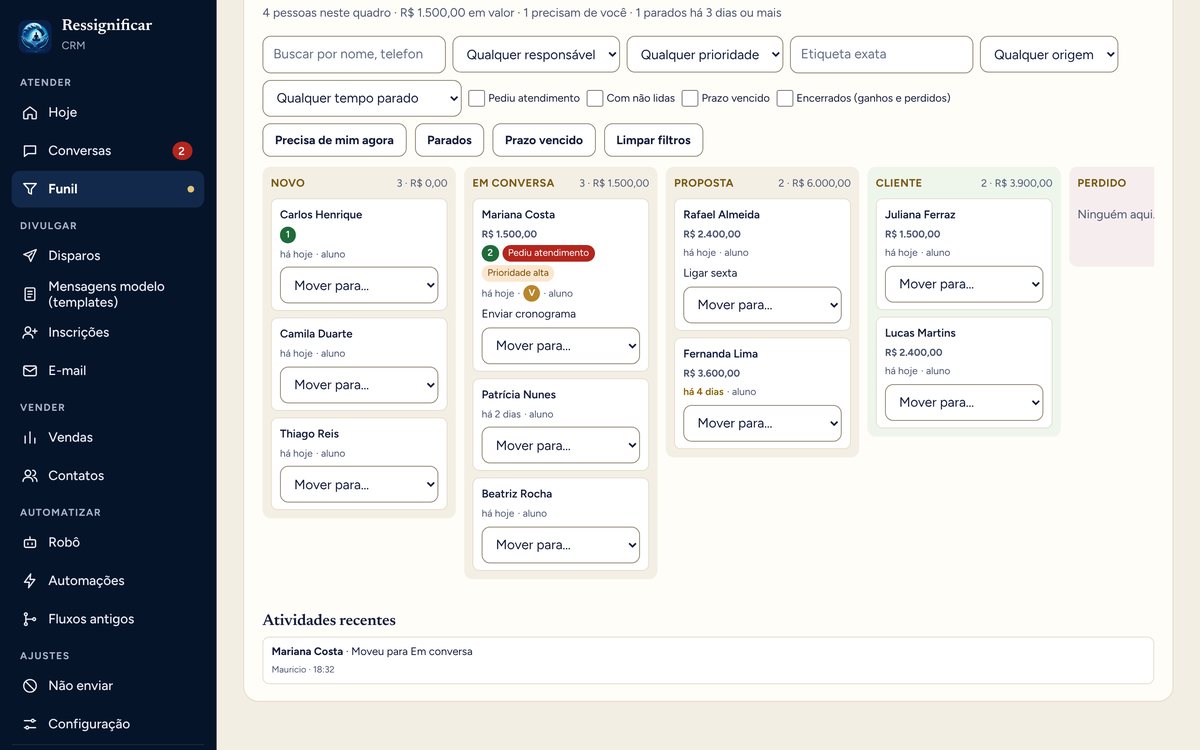 Ressignificar
CRM
ATENDER
Hoje
Conversas 2
Funil
DIVULGAR
Disparos
Mensagens modelo
(templates)
Inscrições
E-mail
VENDER
Vendas
Contatos
AUTOMATIZAR
Robô
Automações
Fluxos antigos
AJUSTES
Não enviar
Configuração
4 pessoas neste quadro · R$ 1.500,00 em valor · 1 precisam de você · 1 parados há 3 dias ou mais
Buscar por nome, telefon
Qualquer responsável
Qualquer prioridade
Etiqueta exata
Qualquer origem
Qualquer tempo parado
Pediu atendimento
Com não lidas
Prazo vencido
Encerrados (ganhos e perdidos)
Precisa de mim agora
Parados
Prazo vencido
Limpar filtros
NOVO 3 · R$ 0,00
Carlos Henrique
1
há hoje · aluno
Mover para...
Camila Duarte
há hoje · aluno
Mover para...
Thiago Reis
há hoje · aluno
Mover para...
EM CONVERSA 3 · R$ 1.500,00
Mariana Costa
R$ 1.500,00
2 Pediu atendimento
Prioridade alta
há hoje · V · aluno
Enviar cronograma
Mover para...
Patrícia Nunes
há 2 dias · aluno
Mover para...
Beatriz Rocha
há hoje · aluno
Mover para...
PROPOSTA 2 · R$ 6.000,00
Rafael Almeida
R$ 2.400,00
há hoje · aluno
Ligar sexta
Mover para...
Fernanda Lima
R$ 3.600,00
há 4 dias · aluno
Mover para...
CLIENTE 2 · R$ 3.900,00
Juliana Ferraz
R$ 1.500,00
há hoje · aluno
Mover para...
Lucas Martins
R$ 2.400,00
há hoje · aluno
Mover para...
PERDIDO
Ninguém aqui.
Atividades recentes
Mariana Costa · Moveu para Em conversa
Mauricio · 18:32